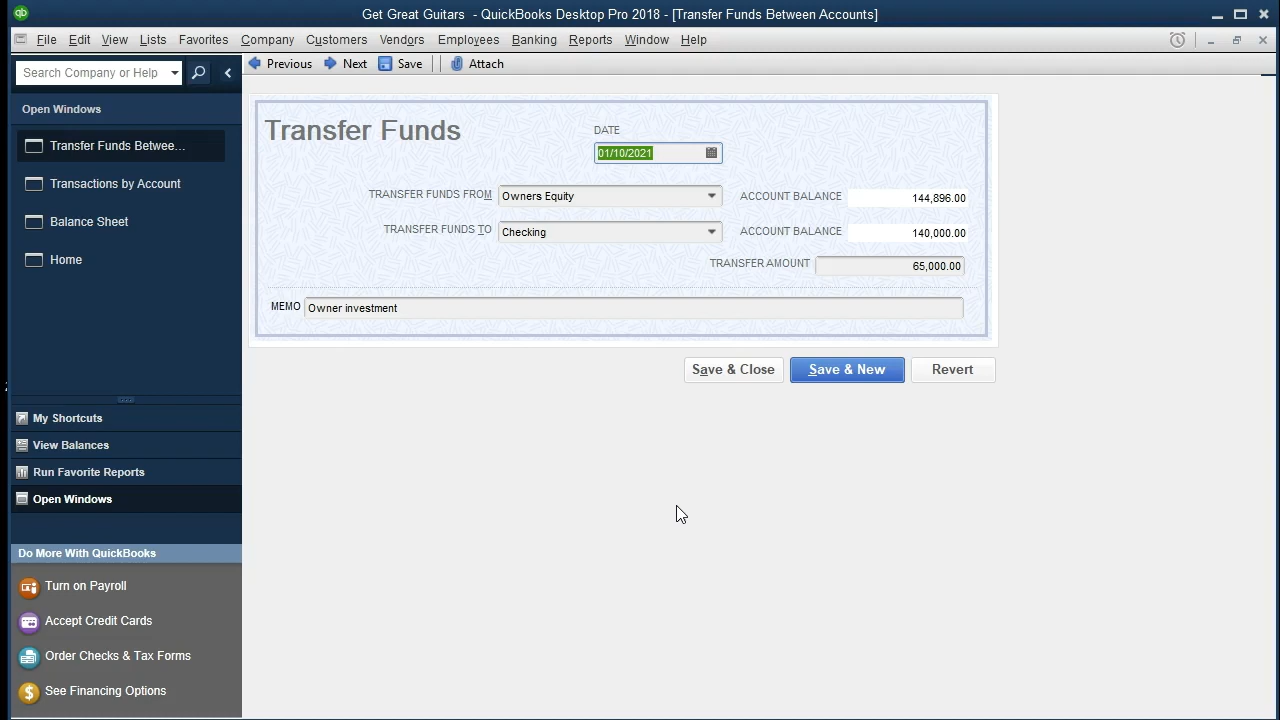 qb
Get Great Guitars - QuickBooks Desktop Pro 2018 - [Transfer Funds Between Accounts]
File Edit View Lists Favorites Company Customers Vendors Employees Banking Reports Window Help
Search Company or Help
Previous Next Save Attach
Open Windows
Transfer Funds Betwee...
Transactions by Account
Balance Sheet
Home
Transfer Funds
DATE
01/10/2021
TRANSFER FUNDS FROM Owners Equity ACCOUNT BALANCE 144,896.00
TRANSFER FUNDS TO Checking ACCOUNT BALANCE 140,000.00
TRANSFER AMOUNT 65,000.00
MEMO Owner investment
Save & Close Save & New Revert
My Shortcuts
View Balances
Run Favorite Reports
Open Windows
Do More With QuickBooks
Turn on Payroll
Accept Credit Cards
Order Checks & Tax Forms
$ See Financing Options